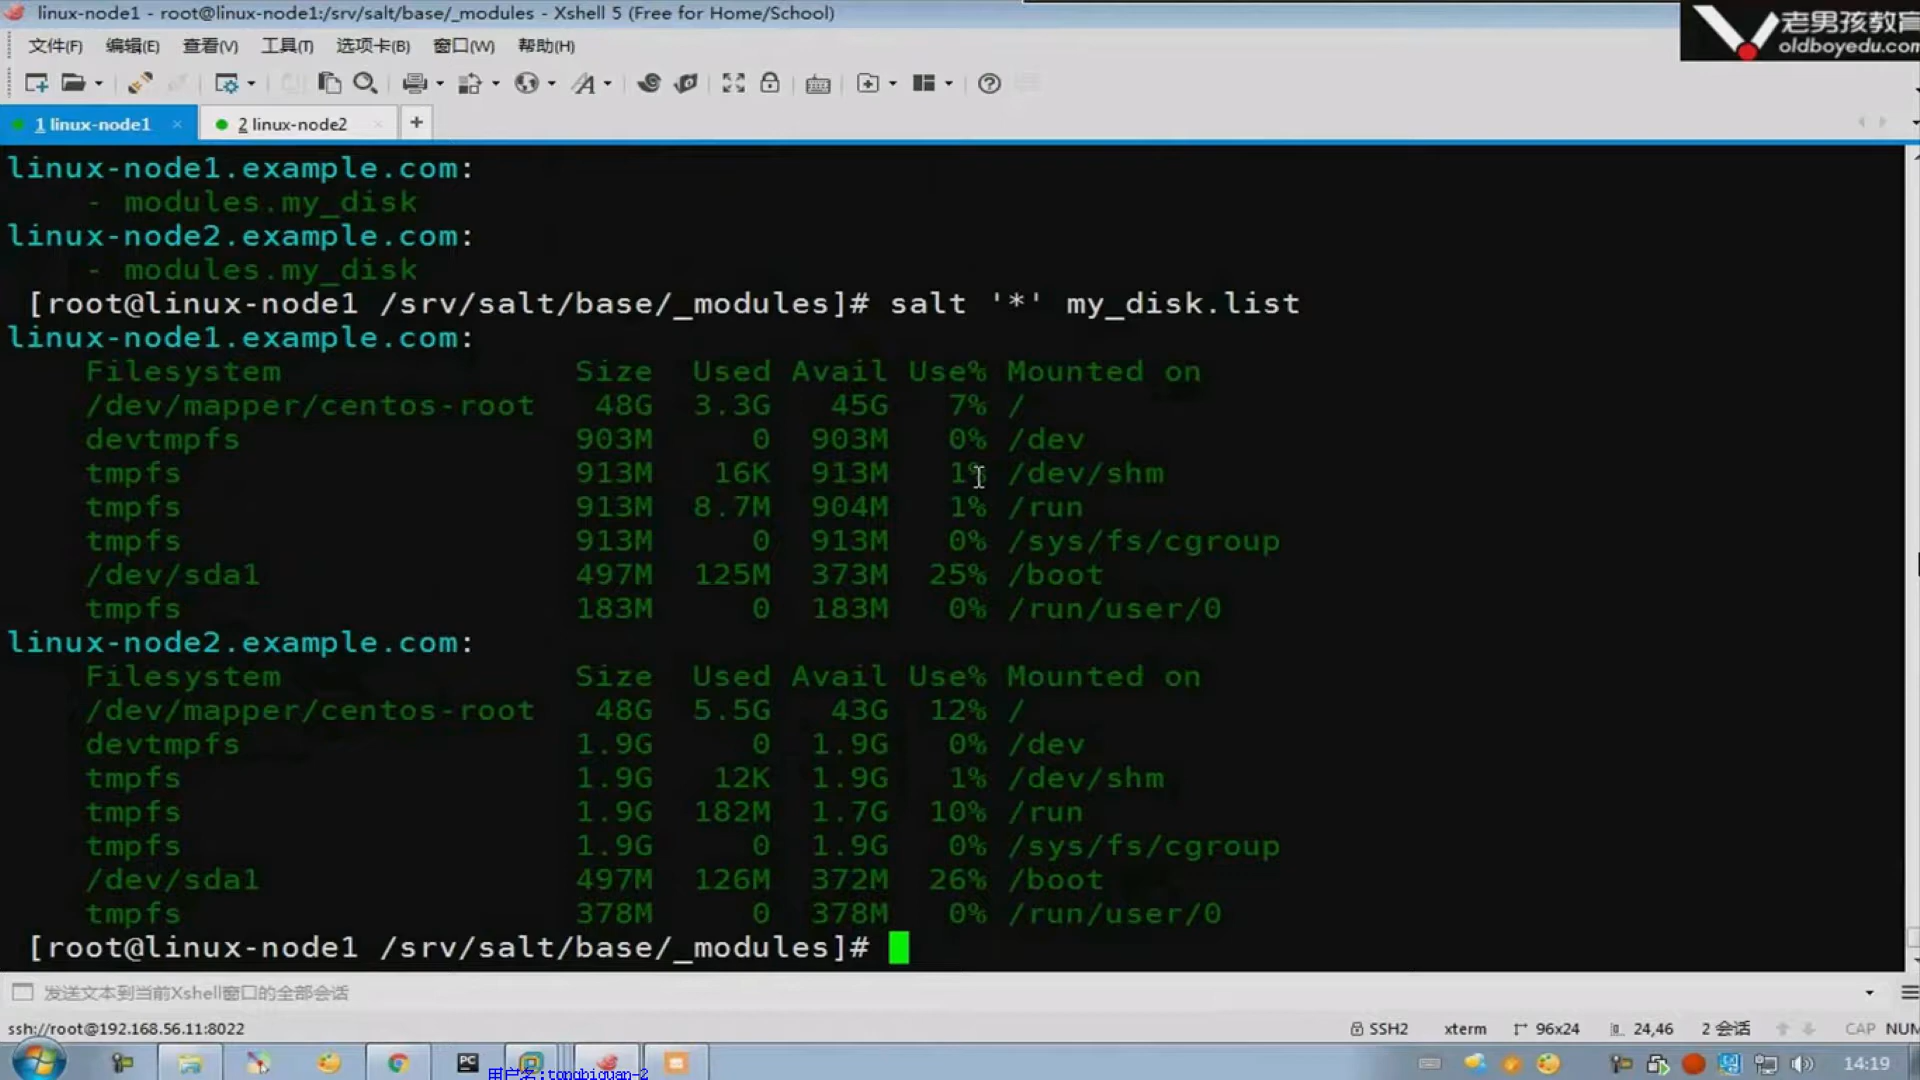 linux-node1 - root@linux-node1:/srv/salt/base/_modules - Xshell 5 (Free for Home/School)
老男孩教育
oldboyedu.com
文件(F) 编辑(E) 查看(V) 工具(T) 选项卡(B) 窗口(W) 帮助(H)
1 linux-node1 × 2 linux-node2 × +
linux-node1.example.com:
- modules.my_disk
linux-node2.example.com:
- modules.my_disk
[root@linux-node1 /srv/salt/base/_modules]# salt '*' my_disk.list
linux-node1.example.com:
Filesystem Size Used Avail Use% Mounted on
/dev/mapper/centos-root 48G 3.3G 45G 7% /
devtmpfs 903M 0 903M 0% /dev
tmpfs 913M 16K 913M 1% /dev/shm
tmpfs 913M 8.7M 904M 1% /run
tmpfs 913M 0 913M 0% /sys/fs/cgroup
/dev/sda1 497M 125M 373M 25% /boot
tmpfs 183M 0 183M 0% /run/user/0
linux-node2.example.com:
Filesystem Size Used Avail Use% Mounted on
/dev/mapper/centos-root 48G 5.5G 43G 12% /
devtmpfs 1.9G 0 1.9G 0% /dev
tmpfs 1.9G 12K 1.9G 1% /dev/shm
tmpfs 1.9G 182M 1.7G 10% /run
tmpfs 1.9G 0 1.9G 0% /sys/fs/cgroup
/dev/sda1 497M 126M 372M 26% /boot
tmpfs 378M 0 378M 0% /run/user/0
[root@linux-node1 /srv/salt/base/_modules]#
发送文本到当前Xshell窗口的全部会话
ssh://root@192.168.56.11:8022 SSH2 xterm 96x24 24,46 2 会话 CAP NUM
PC 14:19
用户名:tongbiguan-2